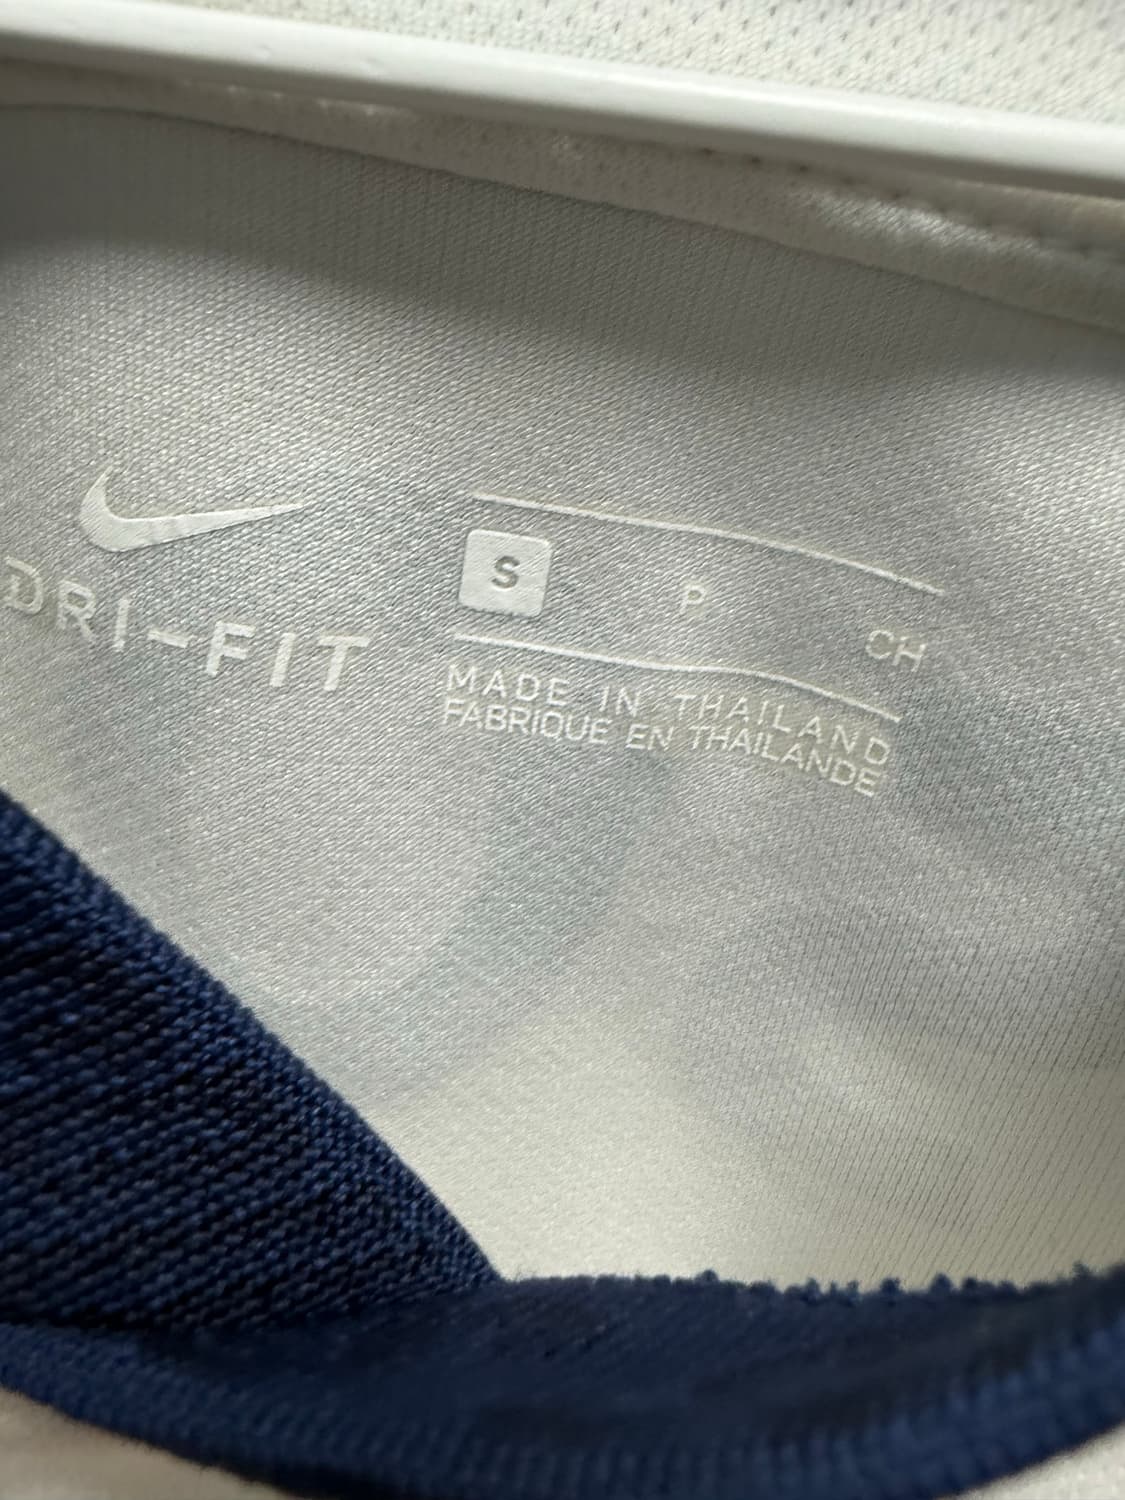 DRI-FIT
S P CH
MADE IN THAILAND
FABRIQUE EN THAILANDE